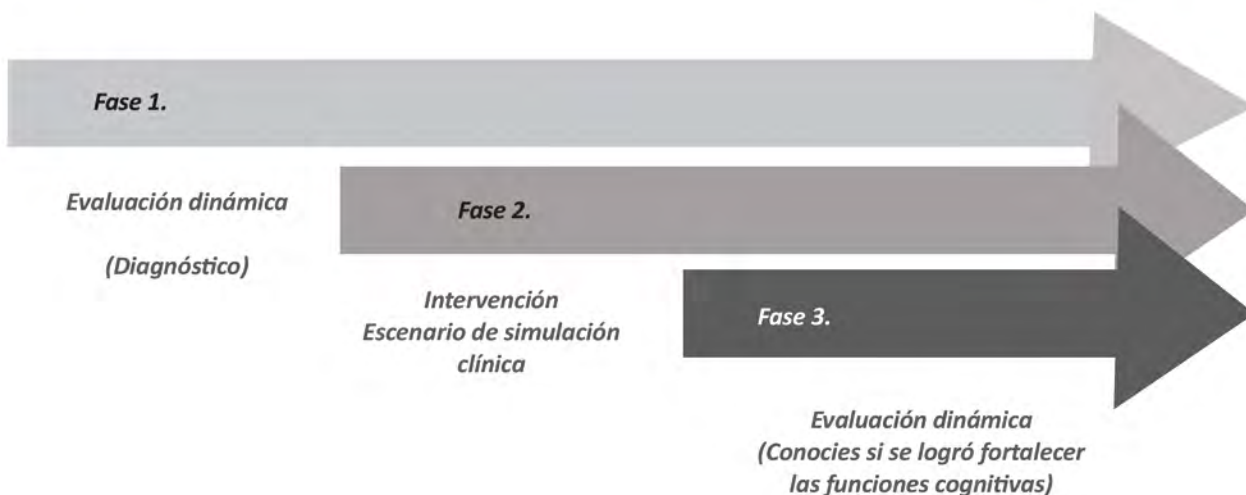 Fase 1.
Evaluación dinámica
(Diagnóstico)
Fase 2.
Intervención
Escenario de simulación
clínica
Fase 3.
Evaluación dinámica
(Conocies si se logró fortalecer
las funciones cognitivas)